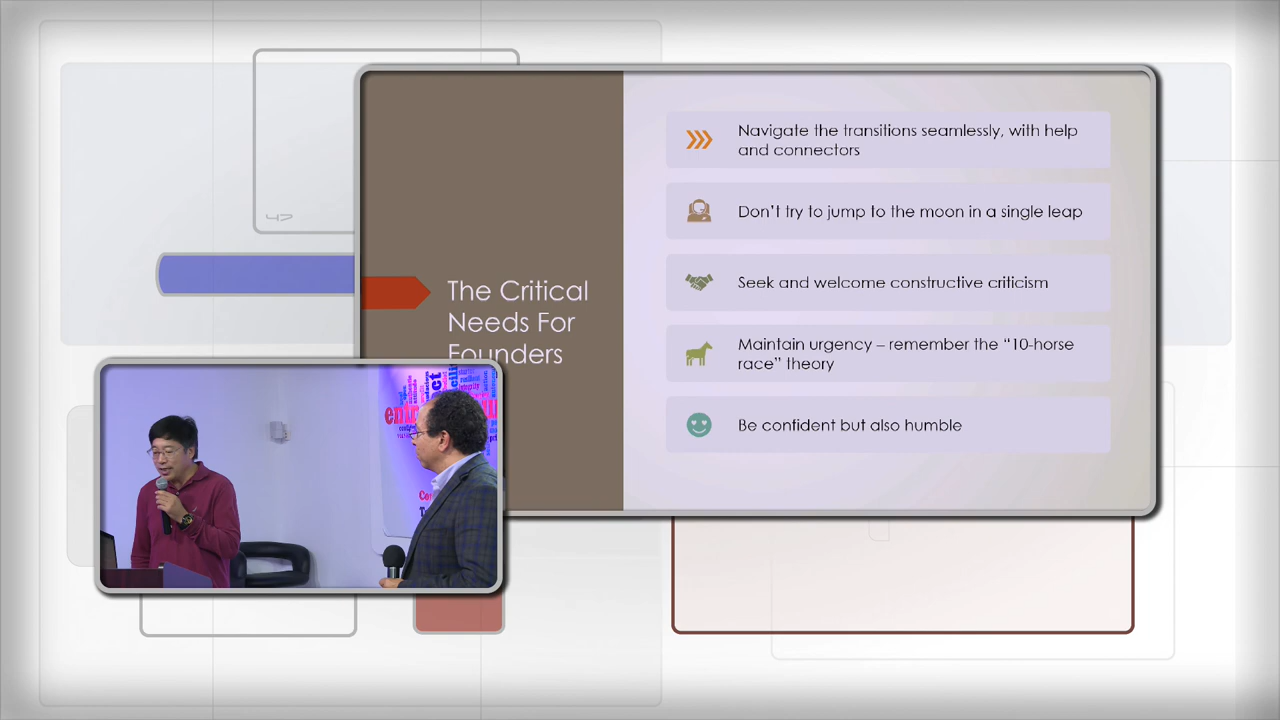 The Critical
Needs For
Founders
Navigate the transitions seamlessly, with help
and connectors
Don't try to jump to the moon in a single leap
Seek and welcome constructive criticism
Maintain urgency – remember the "10-horse
race" theory
Be confident but also humble
47